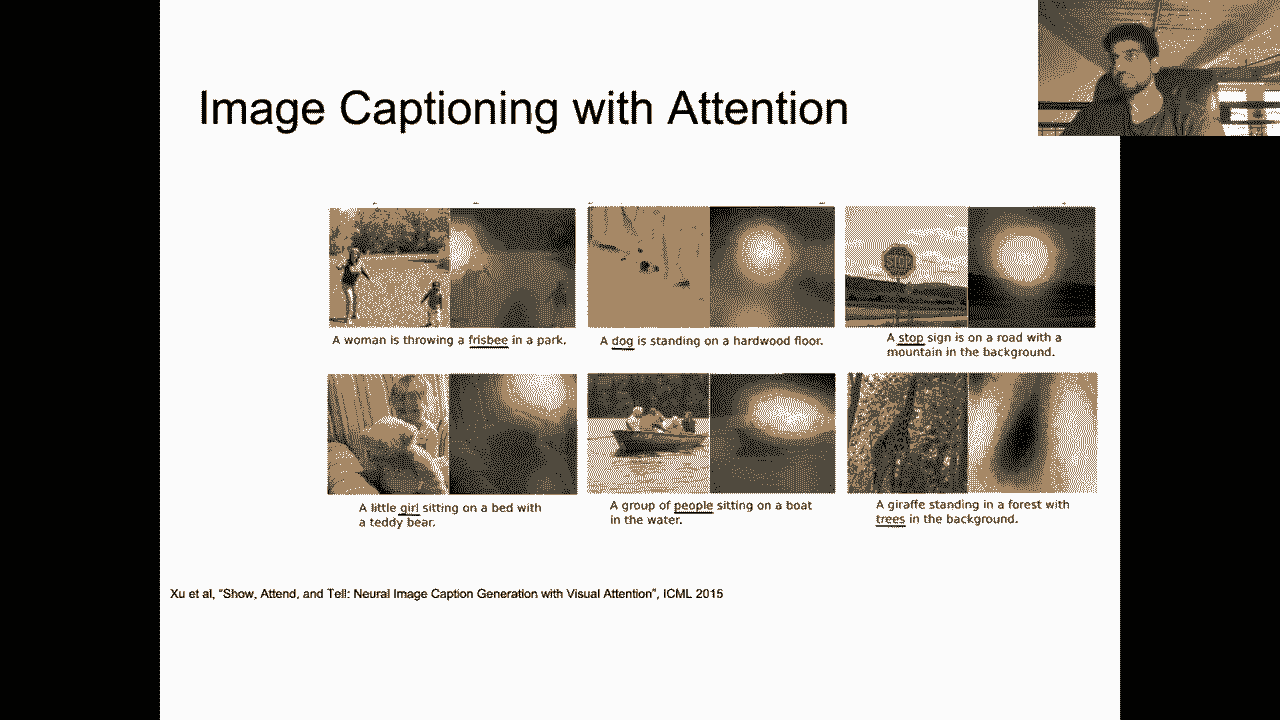 Image Captioning with Attention
STOP
A woman is throwing a frisbee in a park.
A dog is standing on a hardwood floor.
A stop sign is on a road with a
mountain in the background.
A little girl sitting on a bed with
a teddy bear.
A group of people sitting on a boat
in the water.
A giraffe standing in a forest with
trees in the background.
Xu et al, “Show, Attend, and Tell: Neural Image Caption Generation with Visual Attention”, ICML 2015